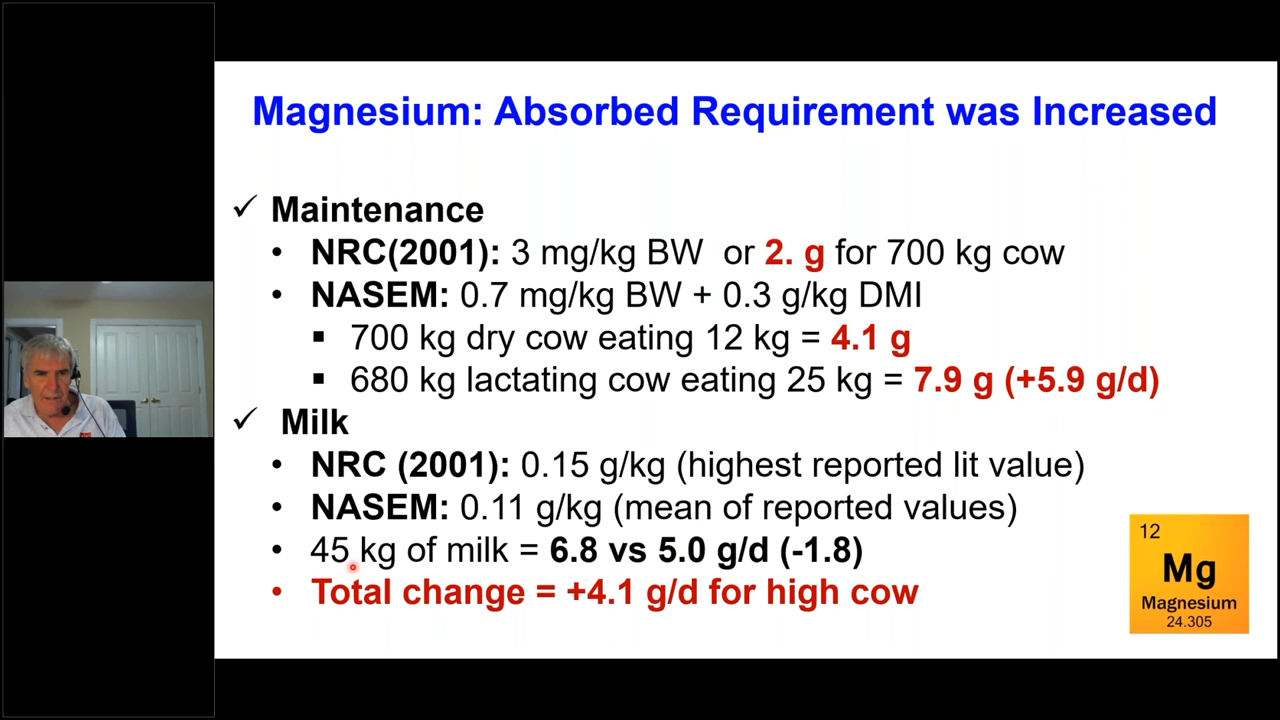 Magnesium: Absorbed Requirement was Increased
✓ Maintenance
• NRC(2001): 3 mg/kg BW or 2. g for 700 kg cow
• NASEM: 0.7 mg/kg BW + 0.3 g/kg DMI
▪ 700 kg dry cow eating 12 kg = 4.1 g
▪ 680 kg lactating cow eating 25 kg = 7.9 g (+5.9 g/d)
✓ Milk
• NRC (2001): 0.15 g/kg (highest reported lit value)
• NASEM: 0.11 g/kg (mean of reported values)
• 45 kg of milk = 6.8 vs 5.0 g/d (-1.8)
• Total change = +4.1 g/d for high cow
12
Mg
Magnesium
24.305